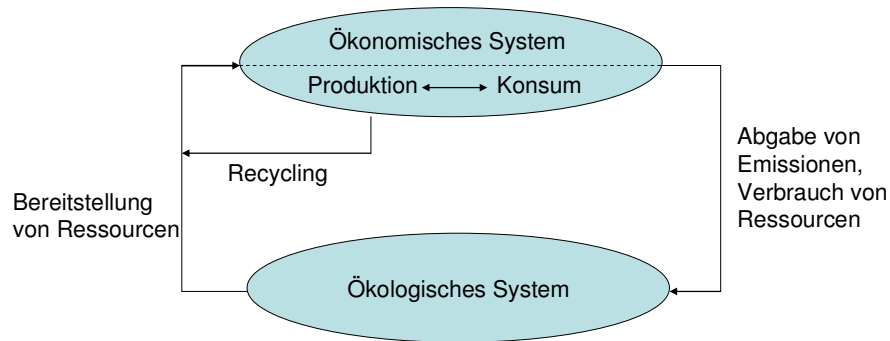 Ökonomisches System
Produktion Konsum
Recycling
Bereitstellung
von Ressourcen
Abgabe von
Emissionen,
Verbrauch von
Ressourcen
Ökologisches System